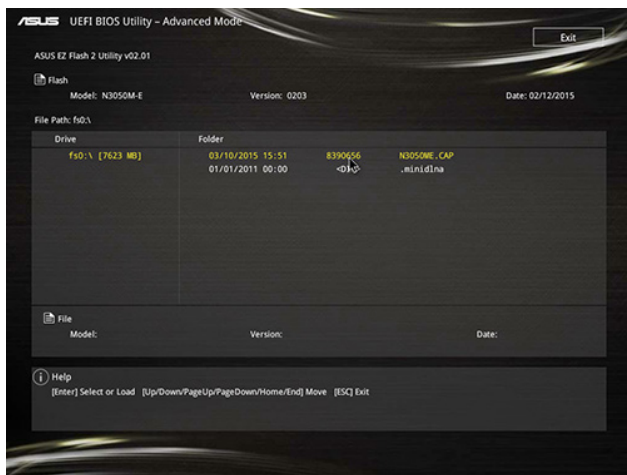 ASUS UEFI BIOS Utility – Advanced Mode
Exit
ASUS EZ Flash 2 Utility v02.01
Flash
Model: N3050M-E Version: 0203 Date: 02/12/2015
File Path: fs0:\
Drive Folder
fs0:\ [7623 MB] 03/10/2015 15:51 8390656 N3050ME.CAP
01/01/2011 00:00 .minidlna
File
Model: Version: Date:
Help
[Enter] Select or Load [Up/Down/PageUp/PageDown/Home/End] Move [ESC] Exit